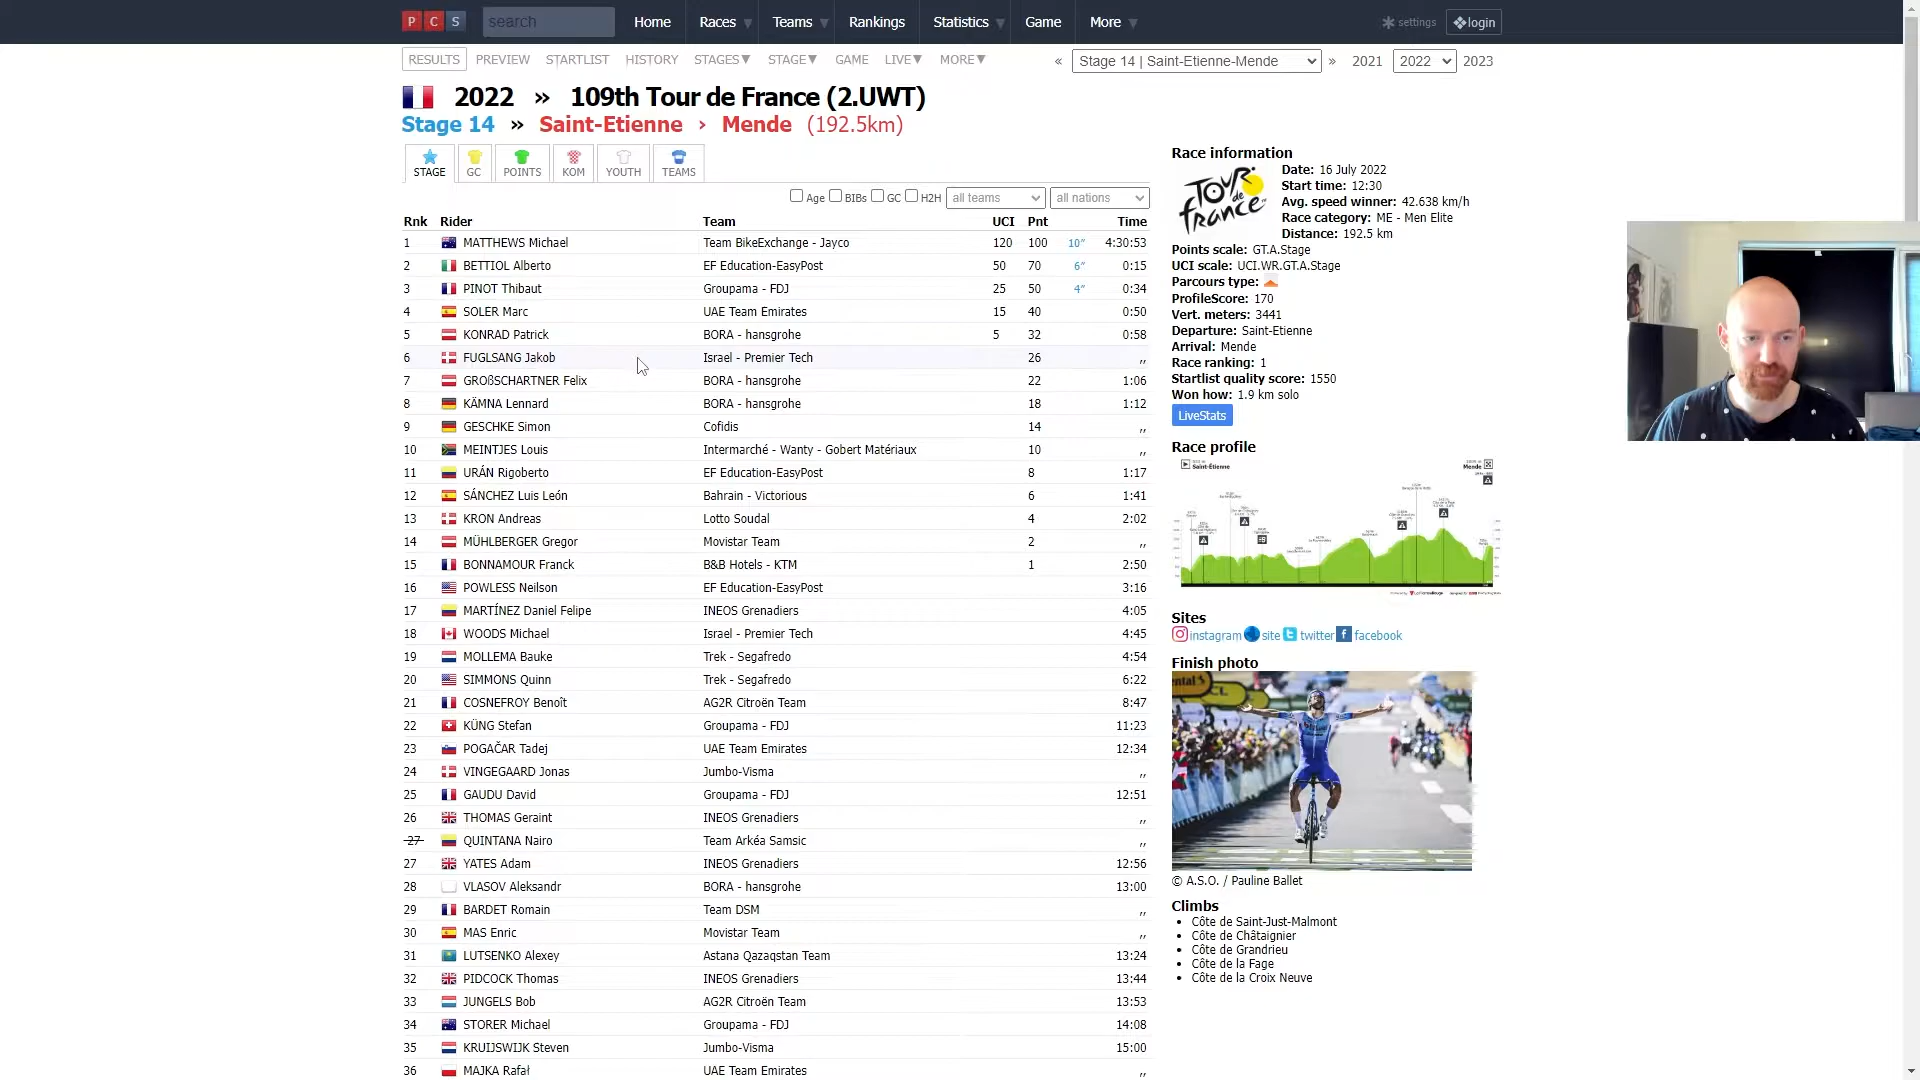 P C S search Home Races ▼ Teams ▼ Rankings Statistics ▼ Game More ▼ settings login
RESULTS PREVIEW STARTLIST HISTORY STAGES▼ STAGE▼ GAME LIVE▼ MORE▼ « Stage 14 | Saint-Etienne-Mende » 2021 2022 2023
2022 » 109th Tour de France (2.UWT)
Stage 14 » Saint-Etienne › Mende (192.5km)
STAGE GC POINTS KOM YOUTH TEAMS
Age BIBs GC H2H all teams all nations
Rnk Rider Team UCI Pnt Time
1 MATTHEWS Michael Team BikeExchange - Jayco 120 100 10″ 4:30:53
2 BETTIOL Alberto EF Education-EasyPost 50 70 6″ 0:15
3 PINOT Thibaut Groupama - FDJ 25 50 4″ 0:34
4 SOLER Marc UAE Team Emirates 15 40 0:50
5 KONRAD Patrick BORA - hansgrohe 5 32 0:58
6 FUGLSANG Jakob Israel - Premier Tech 26 ,,
7 GROßSCHARTNER Felix BORA - hansgrohe 22 1:06
8 KÄMNA Lennard BORA - hansgrohe 18 1:12
9 GESCHKE Simon Cofidis 14 ,,
10 MEINTJES Louis Intermarché - Wanty - Gobert Matériaux 10 ,,
11 URÁN Rigoberto EF Education-EasyPost 8 1:17
12 SÁNCHEZ Luis León Bahrain - Victorious 6 1:41
13 KRON Andreas Lotto Soudal 4 2:02
14 MÜHLBERGER Gregor Movistar Team 2 ,,
15 BONNAMOUR Franck B&B Hotels - KTM 1 2:50
16 POWLESS Neilson EF Education-EasyPost 3:16
17 MARTÍNEZ Daniel Felipe INEOS Grenadiers 4:05
18 WOODS Michael Israel - Premier Tech 4:45
19 MOLLEMA Bauke Trek - Segafredo 4:54
20 SIMMONS Quinn Trek - Segafredo 6:22
21 COSNEFROY Benoît AG2R Citroën Team 8:47
22 KÜNG Stefan Groupama - FDJ 11:23
23 POGAČAR Tadej UAE Team Emirates 12:34
24 VINGEGAARD Jonas Jumbo-Visma ,,
25 GAUDU David Groupama - FDJ 12:51
26 THOMAS Geraint INEOS Grenadiers ,,
27 QUINTANA Nairo Team Arkéa Samsic ,,
27 YATES Adam INEOS Grenadiers 12:56
28 VLASOV Aleksandr BORA - hansgrohe 13:00
29 BARDET Romain Team DSM ,,
30 MAS Enric Movistar Team ,,
31 LUTSENKO Alexey Astana Qazaqstan Team 13:24
32 PIDCOCK Thomas INEOS Grenadiers 13:44
33 JUNGELS Bob AG2R Citroën Team 13:53
34 STORER Michael Groupama - FDJ 14:08
35 KRUIJSWIJK Steven Jumbo-Visma 15:00
36 MAJKA Rafał UAE Team Emirates ,,
Race information
TOUR de france
Date: 16 July 2022
Start time: 12:30
Avg. speed winner: 42.638 km/h
Race category: ME - Men Elite
Distance: 192.5 km
Points scale: GT.A.Stage
UCI scale: UCI.WR.GT.A.Stage
Parcours type:
ProfileScore: 170
Vert. meters: 3441
Departure: Saint-Etienne
Arrival: Mende
Race ranking: 1
Startlist quality score: 1550
Won how: 1.9 km solo
LiveStats
Race profile
Saint-Étienne Mende
Sites
instagram site twitter facebook
Finish photo
© A.S.O. / Pauline Ballet
Climbs
• Côte de Saint-Just-Malmont
• Côte de Châtaignier
• Côte de Grandrieu
• Côte de la Fage
• Côte de la Croix Neuve